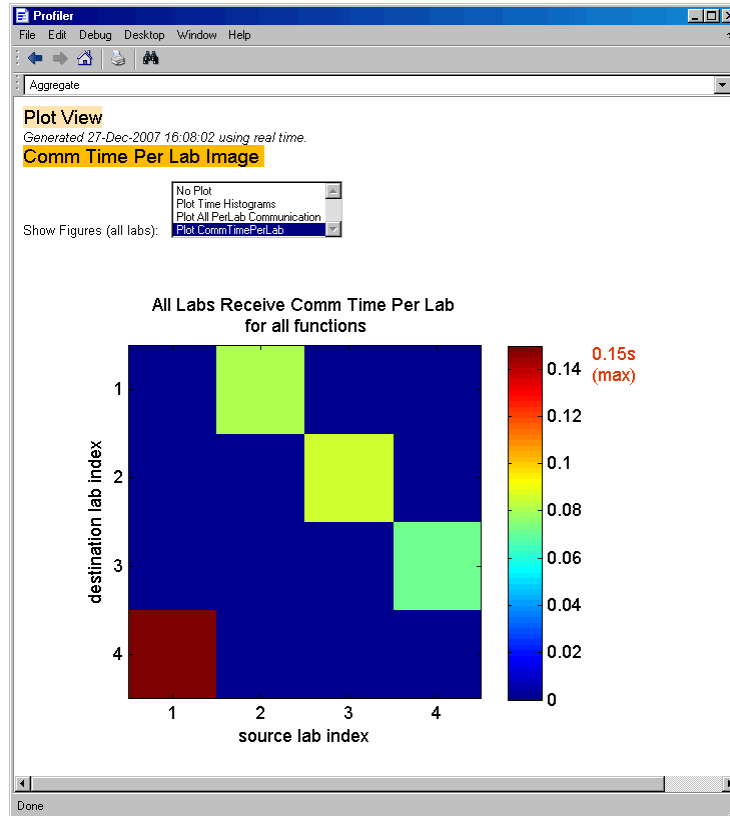 Profiler
File Edit Debug Desktop Window Help
Aggregate
Plot View
Generated 27-Dec-2007 16:08:02 using real time.
Comm Time Per Lab Image
Show Figures (all labs):
No Plot
Plot Time Histograms
Plot All PerLab Communication
Plot CommTimePerLab
All Labs Receive Comm Time Per Lab
for all functions
destination lab index
1
2
3
4
1 2 3 4
source lab index
0.14
0.12
0.1
0.08
0.06
0.04
0.02
0
0.15s
(max)
Done